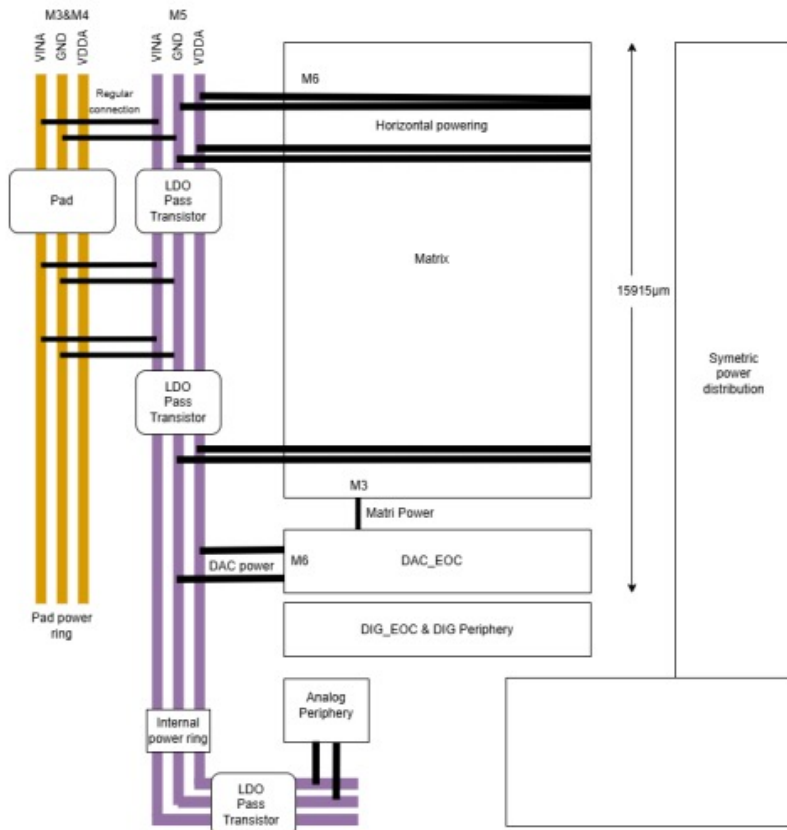 M3&M4
M5
VINA
GND
VDDA
VINA
GND
VDDA
M6
Regular
connection
Horizontal powering
Pad
LDO
Pass
Transistor
Matrix
15915μm
Symetric
power
distribution
LDO
Pass
Transistor
M3
Matri Power
M6
DAC_EOC
DAC power
Pad power
ring
DIG_EOC & DIG Periphery
Analog
Periphery
Internal
power ring
LDO
Pass
Transistor